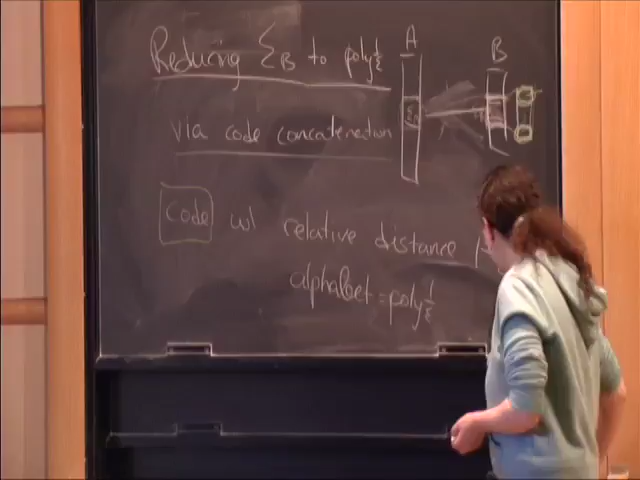 Reducing Σ_B to poly 1/ε
via code concatenation
A
B
code w/ relative distance
alphabet = poly 1/ε